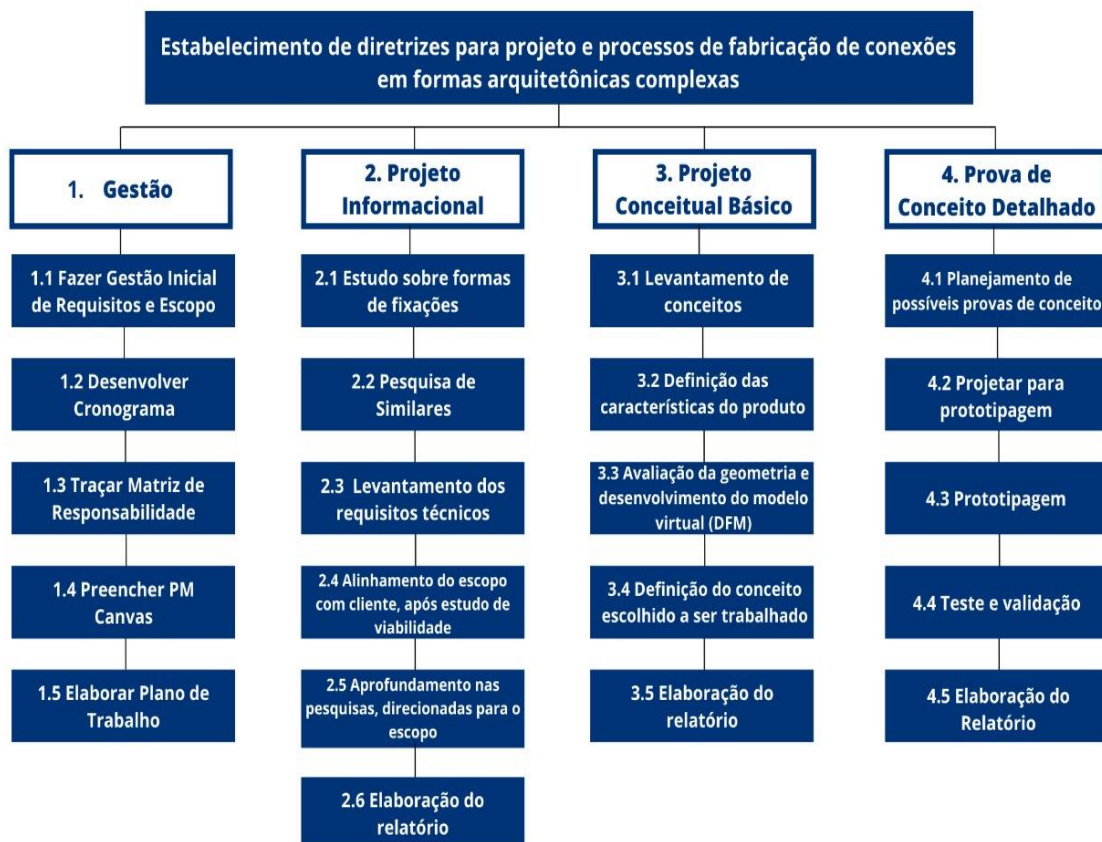 Estabelecimento de diretrizes para projeto e processos de fabricação de conexões
em formas arquitetônicas complexas
1. Gestão
1.1 Fazer Gestão Inicial
de Requisitos e Escopo
1.2 Desenvolver
Cronograma
1.3 Traçar Matriz de
Responsabilidade
1.4 Preencher PM
Canvas
1.5 Elaborar Plano de
Trabalho
2. Projeto
Informacional
2.1 Estudo sobre formas
de fixações
2.2 Pesquisa de
Similares
2.3 Levantamento dos
requisitos técnicos
2.4 Alinhamento do escopo
com cliente, após estudo de
viabilidade
2.5 Aprofundamento nas
pesquisas, direcionadas para o
escopo
2.6 Elaboração do
relatório
3. Projeto
Conceitual Básico
3.1 Levantamento de
conceitos
3.2 Definição das
características do produto
3.3 Avaliação da geometria e
desenvolvimento do modelo
virtual (DFM)
3.4 Definição do conceito
escolhido a ser trabalhado
3.5 Elaboração do
relatório
4. Prova de
Conceito Detalhado
4.1 Planejamento de
possíveis provas de conceito
4.2 Projetar para
prototipagem
4.3 Prototipagem
4.4 Teste e validação
4.5 Elaboração do
Relatório